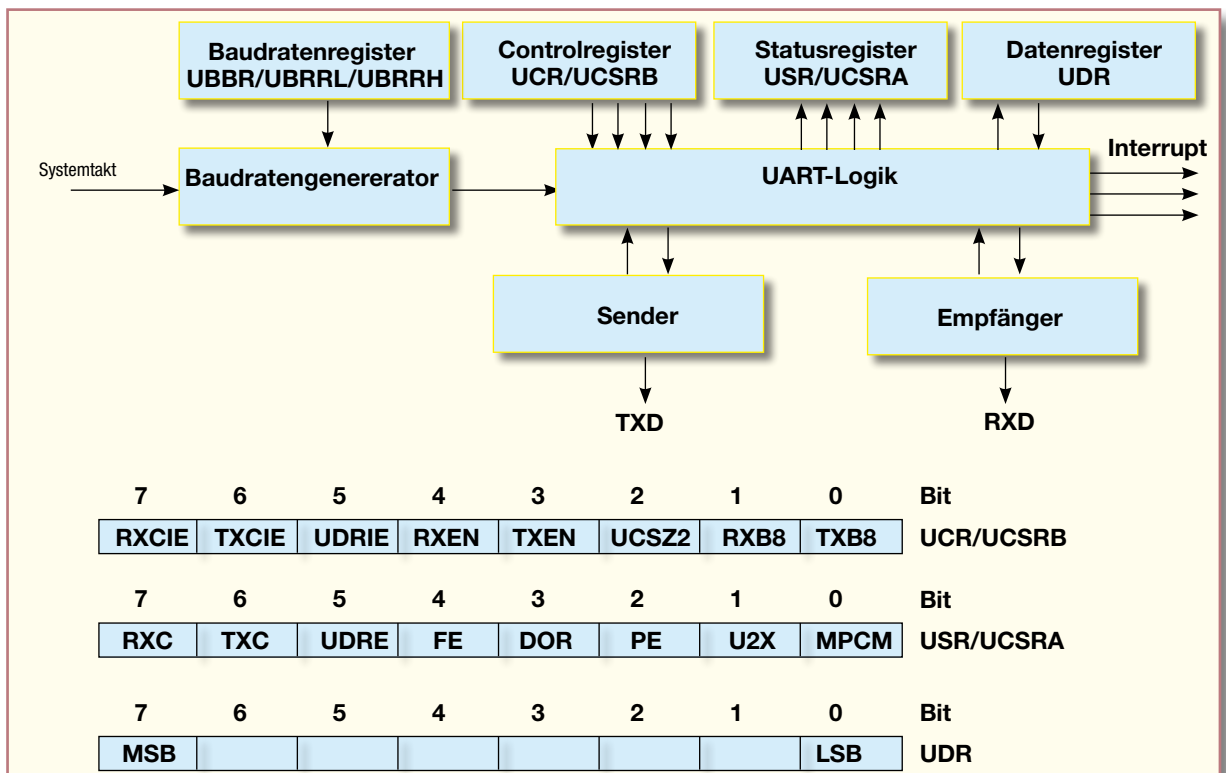 Baudratenregister
UBBR/UBRRL/UBRRH
Controlregister
UCR/UCSRB
Statusregister
USR/UCSRA
Datenregister
UDR
Systemtakt
Baudratengenererator
UART-Logik
Interrupt
Sender
Empfänger
TXD
RXD
7 6 5 4 3 2 1 0 Bit
RXCIE TXCIE UDRIE RXEN TXEN UCSZ2 RXB8 TXB8 UCR/UCSRB
7 6 5 4 3 2 1 0 Bit
RXC TXC UDRE FE DOR PE U2X MPCM USR/UCSRA
7 6 5 4 3 2 1 0 Bit
MSB LSB UDR